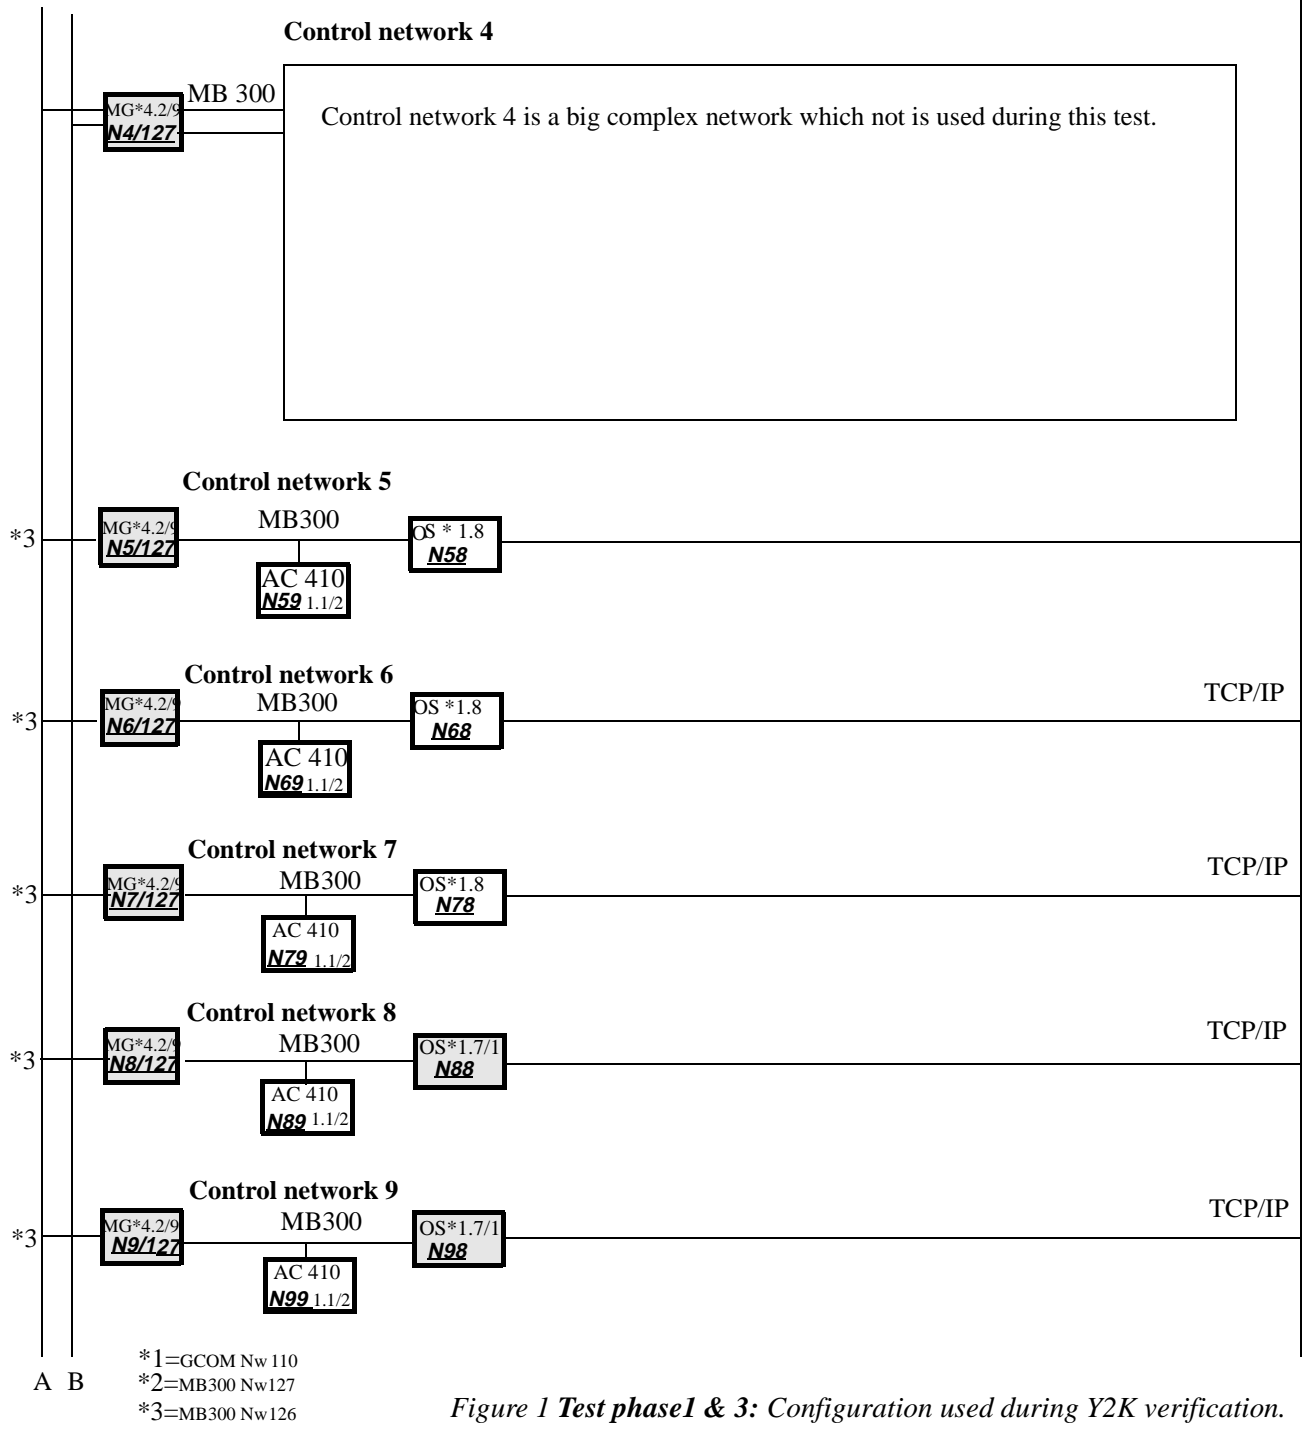 Control network 4
MG*4.2/9
N4/127
MB 300
Control network 4 is a big complex network which not is used during this test.
Control network 5
*3
MG*4.2/9
N5/127
MB300
OS * 1.8
N58
AC 410
N59 1.1/2
Control network 6
TCP/IP
*3
MG*4.2/9
N6/127
MB300
OS *1.8
N68
AC 410
N69 1.1/2
Control network 7
TCP/IP
*3
MG*4.2/9
N7/127
MB300
OS*1.8
N78
AC 410
N79 1.1/2
Control network 8
TCP/IP
*3
MG*4.2/9
N8/127
MB300
OS*1.7/1
N88
AC 410
N89 1.1/2
Control network 9
TCP/IP
*3
MG*4.2/9
N9/127
MB300
OS*1.7/1
N98
AC 410
N99 1.1/2
A B
*1=GCOM Nw110
*2=MB300 Nw127
*3=MB300 Nw126
Figure 1 Test phase1 & 3: Configuration used during Y2K verification.